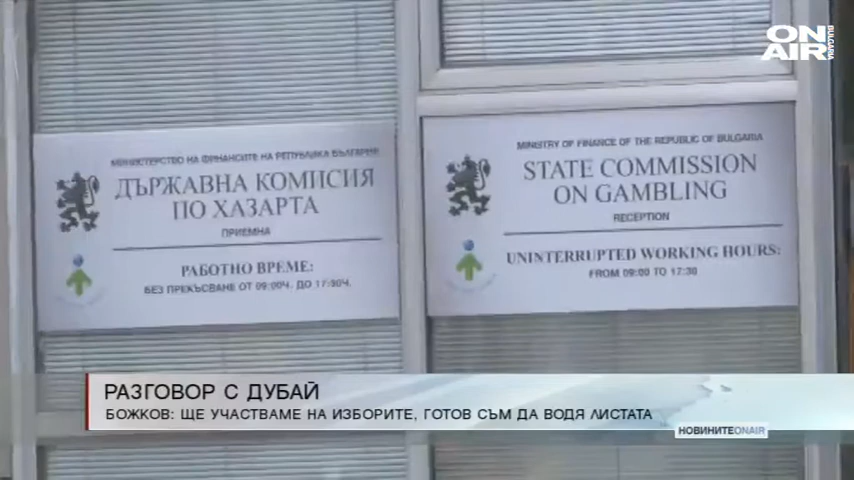 ON AIR
BULGARIA
МИНИСТЕРСТВО НА ФИНАНСИТЕ НА РЕПУБЛИКА БЪЛГАРИЯ
ДЪРЖАВНА КОМИСИЯ
ПО ХАЗАРТА
ПРИЕМНА
РАБОТНО ВРЕМЕ:
БЕЗ ПРЕКЪСВАНЕ ОТ 09:00Ч. ДО 17:30Ч.
MINISTRY OF FINANCE OF THE REPUBLIC OF BULGARIA
STATE COMMISSION
ON GAMBLING
RECEPTION
UNINTERRUPTED WORKING HOURS:
FROM 09:00 TO 17:30
РАЗГОВОР С ДУБАЙ
БОЖКОВ: ЩЕ УЧАСТВАМЕ НА ИЗБОРИТЕ, ГОТОВ СЪМ ДА ВОДЯ ЛИСТАТА
НОВИНИТЕONAIR